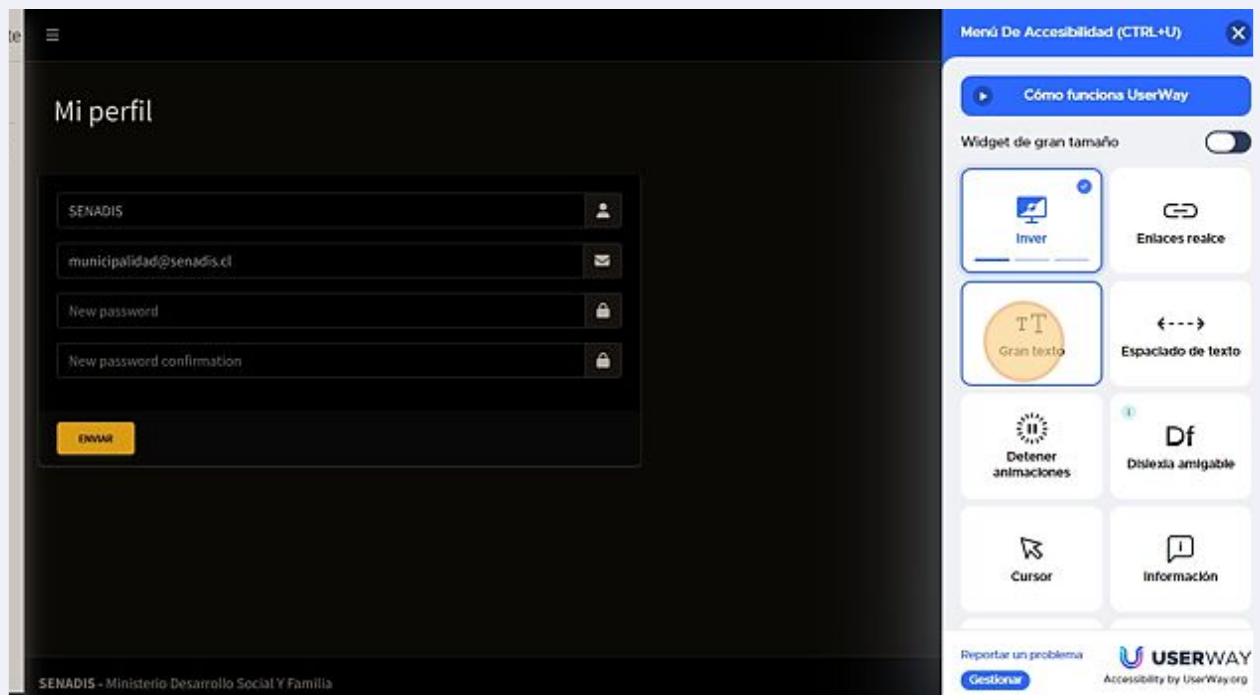 te
Mi perfil
SENADIS
municipalidad@senadis.cl
New password
New password confirmation
ENVIAR
SENADIS - Ministerio Desarrollo Social Y Familia
Menú De Accesibilidad (CTRL+U)
Cómo funciona UserWay
Widget de gran tamaño
Inver
Enlaces realce
TT
Gran texto
Espaciado de texto
Detener
animaciones
Df
Dislexia amigable
Cursor
Información
Reportar un problema
Gestionar
USERWAY
Accessibility by UserWay.org